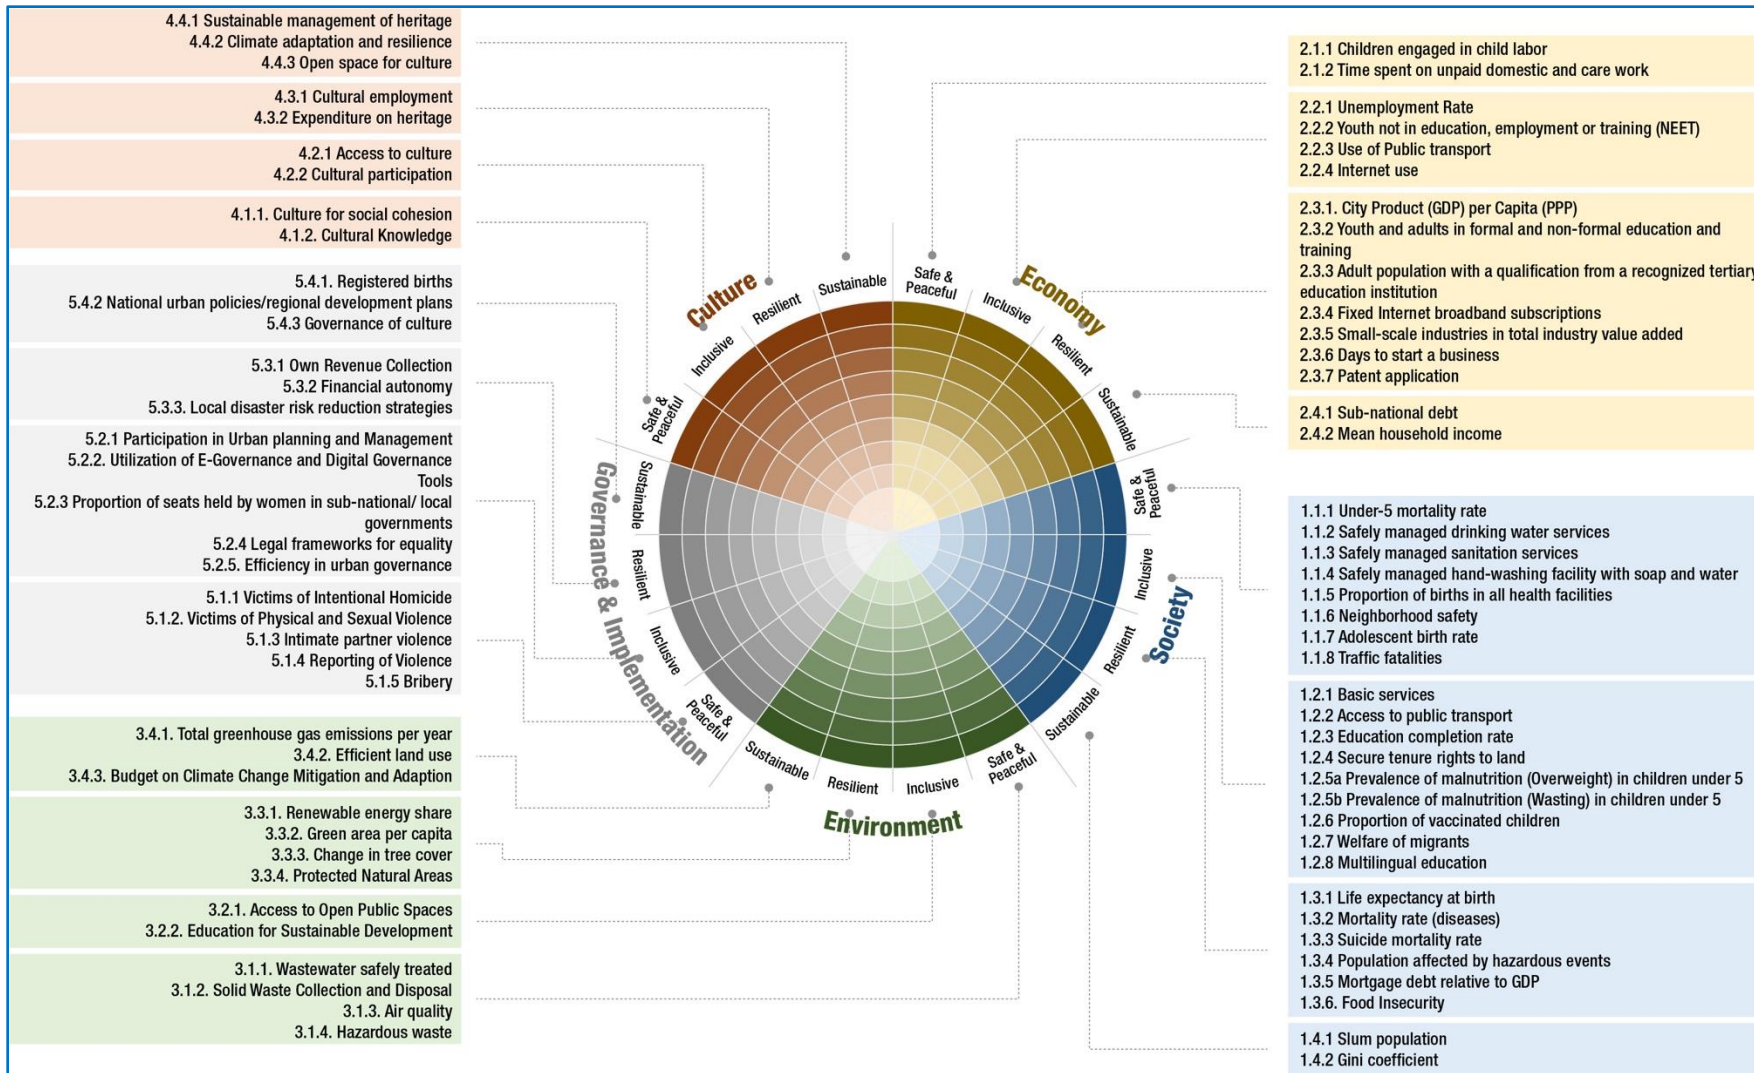 4.4.1 Sustainable management of heritage
4.4.2 Climate adaptation and resilience
4.4.3 Open space for culture
4.3.1 Cultural employment
4.3.2 Expenditure on heritage
4.2.1 Access to culture
4.2.2 Cultural participation
4.1.1. Culture for social cohesion
4.1.2. Cultural Knowledge
5.4.1. Registered births
5.4.2 National urban policies/regional development plans
5.4.3 Governance of culture
5.3.1 Own Revenue Collection
5.3.2 Financial autonomy
5.3.3. Local disaster risk reduction strategies
5.2.1 Participation in Urban planning and Management
5.2.2. Utilization of E-Governance and Digital Governance
Tools
5.2.3 Proportion of seats held by women in sub-national/ local
governments
5.2.4 Legal frameworks for equality
5.2.5. Efficiency in urban governance
5.1.1 Victims of Intentional Homicide
5.1.2. Victims of Physical and Sexual Violence
5.1.3 Intimate partner violence
5.1.4 Reporting of Violence
5.1.5 Bribery
3.4.1. Total greenhouse gas emissions per year
3.4.2. Efficient land use
3.4.3. Budget on Climate Change Mitigation and Adaption
3.3.1. Renewable energy share
3.3.2. Green area per capita
3.3.3. Change in tree cover
3.3.4. Protected Natural Areas
3.2.1. Access to Open Public Spaces
3.2.2. Education for Sustainable Development
3.1.1. Wastewater safely treated
3.1.2. Solid Waste Collection and Disposal
3.1.3. Air quality
3.1.4. Hazardous waste
Culture
Safe &
Peaceful
Inclusive
Resilient
Sustainable
Economy
Safe &
Peaceful
Inclusive
Resilient
Sustainable
Society
Safe &
Peaceful
Inclusive
Resilient
Sustainable
Environment
Safe &
Peaceful
Inclusive
Resilient
Sustainable
Governance & Implementation
Safe &
Peaceful
Inclusive
Resilient
Sustainable
2.1.1 Children engaged in child labor
2.1.2 Time spent on unpaid domestic and care work
2.2.1 Unemployment Rate
2.2.2 Youth not in education, employment or training (NEET)
2.2.3 Use of Public transport
2.2.4 Internet use
2.3.1. City Product (GDP) per Capita (PPP)
2.3.2 Youth and adults in formal and non-formal education and
training
2.3.3 Adult population with a qualification from a recognized tertiary
education institution
2.3.4 Fixed Internet broadband subscriptions
2.3.5 Small-scale industries in total industry value added
2.3.6 Days to start a business
2.3.7 Patent application
2.4.1 Sub-national debt
2.4.2 Mean household income
1.1.1 Under-5 mortality rate
1.1.2 Safely managed drinking water services
1.1.3 Safely managed sanitation services
1.1.4 Safely managed hand-washing facility with soap and water
1.1.5 Proportion of births in all health facilities
1.1.6 Neighborhood safety
1.1.7 Adolescent birth rate
1.1.8 Traffic fatalities
1.2.1 Basic services
1.2.2 Access to public transport
1.2.3 Education completion rate
1.2.4 Secure tenure rights to land
1.2.5a Prevalence of malnutrition (Overweight) in children under 5
1.2.5b Prevalence of malnutrition (Wasting) in children under 5
1.2.6 Proportion of vaccinated children
1.2.7 Welfare of migrants
1.2.8 Multilingual education
1.3.1 Life expectancy at birth
1.3.2 Mortality rate (diseases)
1.3.3 Suicide mortality rate
1.3.4 Population affected by hazardous events
1.3.5 Mortgage debt relative to GDP
1.3.6. Food Insecurity
1.4.1 Slum population
1.4.2 Gini coefficient